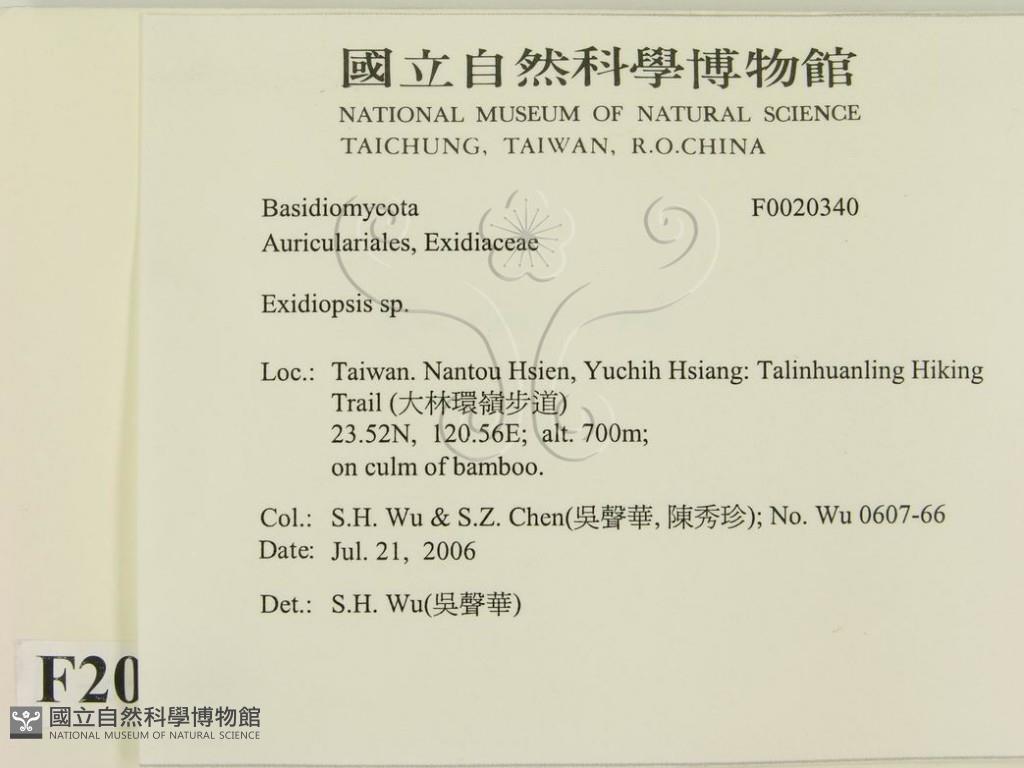 國立自然科學博物館
NATIONAL MUSEUM OF NATURAL SCIENCE
TAICHUNG, TAIWAN, R.O.CHINA
Basidiomycota F0020340
Auriculariales, Exidiaceae
Exidiopsis sp.
Loc.: Taiwan. Nantou Hsien, Yuchih Hsiang: Talinhuanling Hiking
Trail (大林環嶺步道)
23.52N, 120.56E; alt. 700m;
on culm of bamboo.
Col.: S.H. Wu & S.Z. Chen(吳聲華, 陳秀珍); No. Wu 0607-66
Date: Jul. 21, 2006
Det.: S.H. Wu(吳聲華)
F20
國立自然科學博物館
NATIONAL MUSEUM OF NATURAL SCIENCE